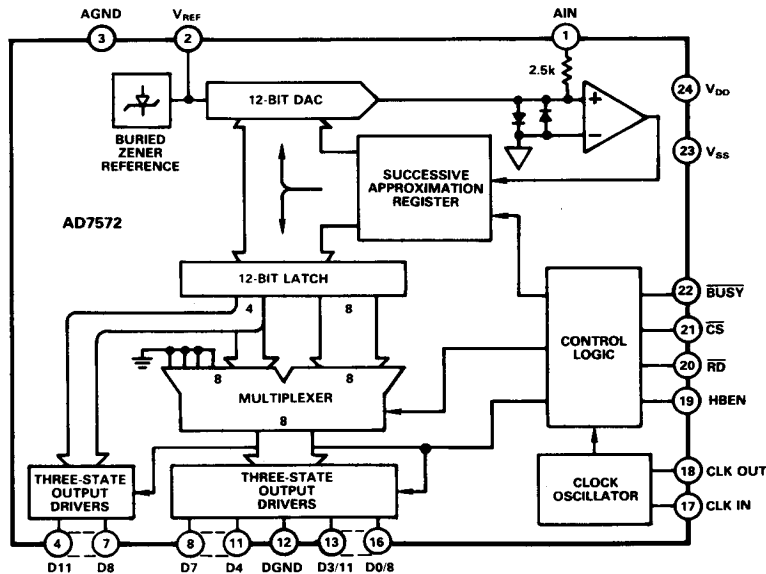 AGND
VREF
AIN
3
2
1
2.5k
12-BIT DAC
+
−
24
VDD
BURIED
ZENER
REFERENCE
23
VSS
SUCCESSIVE
APPROXIMATION
REGISTER
AD7572
12-BIT LATCH
4
8
CONTROL
LOGIC
22
BUSY
21
CS
20
RD
19
HBEN
8
8
MULTIPLEXER
8
THREE-STATE
OUTPUT
DRIVERS
THREE-STATE
OUTPUT
DRIVERS
CLOCK
OSCILLATOR
18
CLK OUT
17
CLK IN
4
7
8
11
12
13
16
D11
D8
D7
D4
DGND
D3/11
D0/8